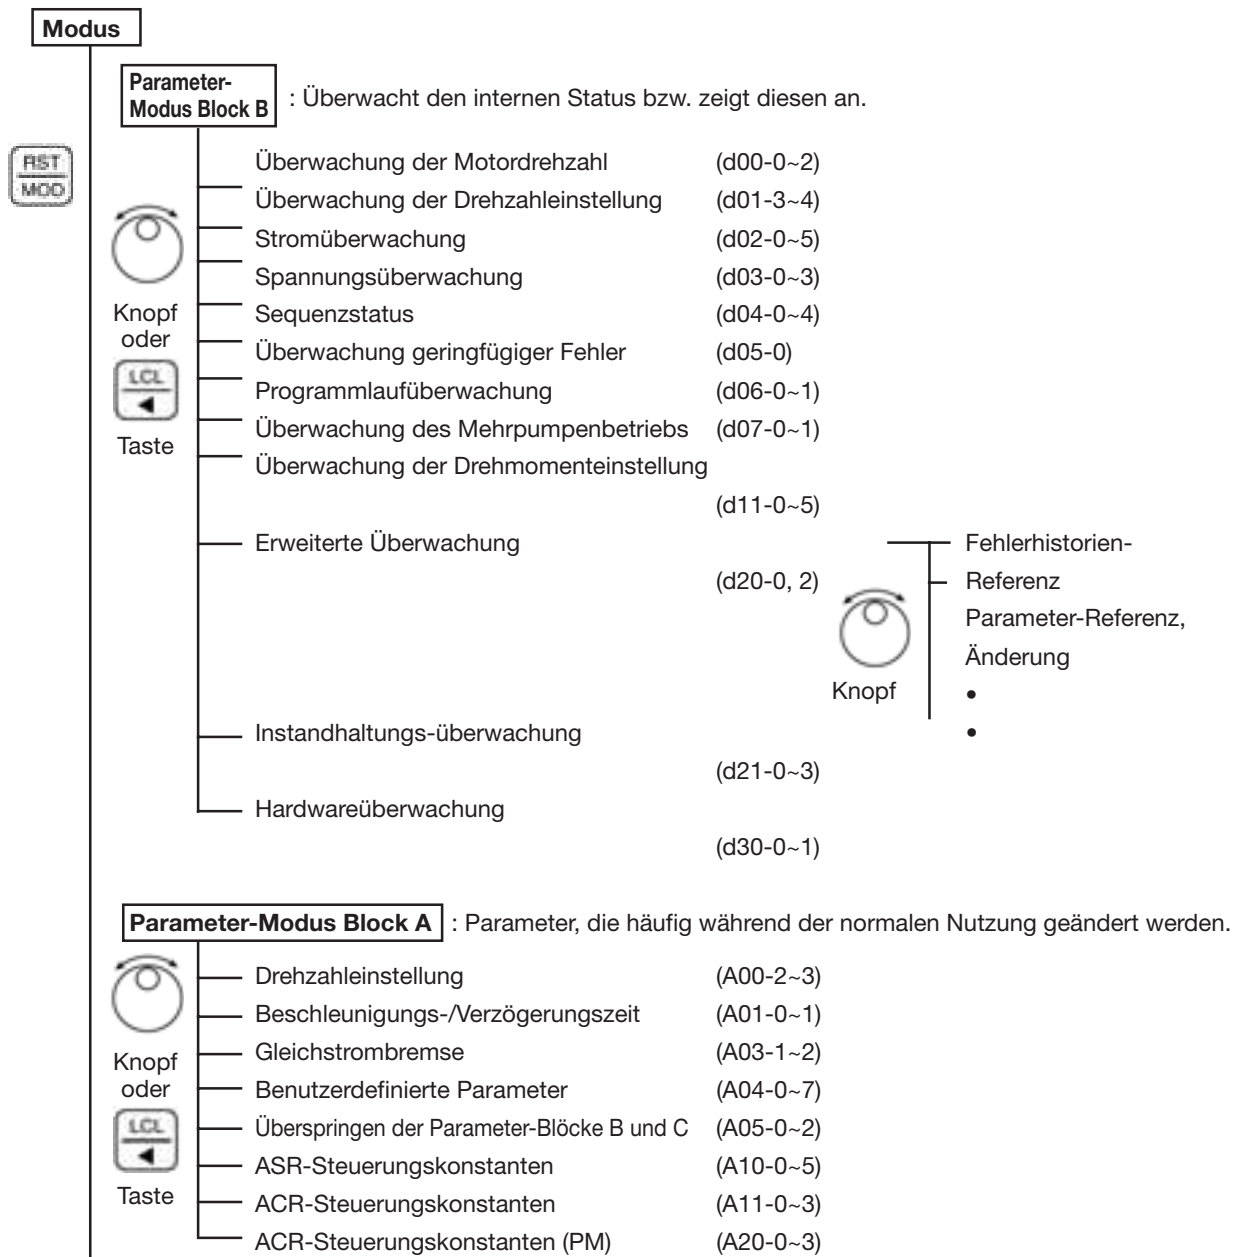 Modus
Parameter-
Modus Block B : Überwacht den internen Status bzw. zeigt diesen an.
RST
MOD
Überwachung der Motordrehzahl (d00-0~2)
Überwachung der Drehzahleinstellung (d01-3~4)
Stromüberwachung (d02-0~5)
Spannungsüberwachung (d03-0~3)
Knopf
oder
Sequenzstatus (d04-0~4)
Überwachung geringfügiger Fehler (d05-0)
LCL
Programmlaufüberwachung (d06-0~1)
Taste
Überwachung des Mehrpumpenbetriebs (d07-0~1)
Überwachung der Drehmomenteinstellung
(d11-0~5)
Erweiterte Überwachung
(d20-0, 2)
Knopf
Fehlerhistorien-
Referenz
Parameter-Referenz,
Änderung
•
•
Instandhaltungs-überwachung
(d21-0~3)
Hardwareüberwachung
(d30-0~1)
Parameter-Modus Block A : Parameter, die häufig während der normalen Nutzung geändert werden.
Drehzahleinstellung (A00-2~3)
Beschleunigungs-/Verzögerungszeit (A01-0~1)
Gleichstrombremse (A03-1~2)
Knopf
oder
Benutzerdefinierte Parameter (A04-0~7)
LCL
Überspringen der Parameter-Blöcke B und C (A05-0~2)
ASR-Steuerungskonstanten (A10-0~5)
Taste
ACR-Steuerungskonstanten (A11-0~3)
ACR-Steuerungskonstanten (PM) (A20-0~3)